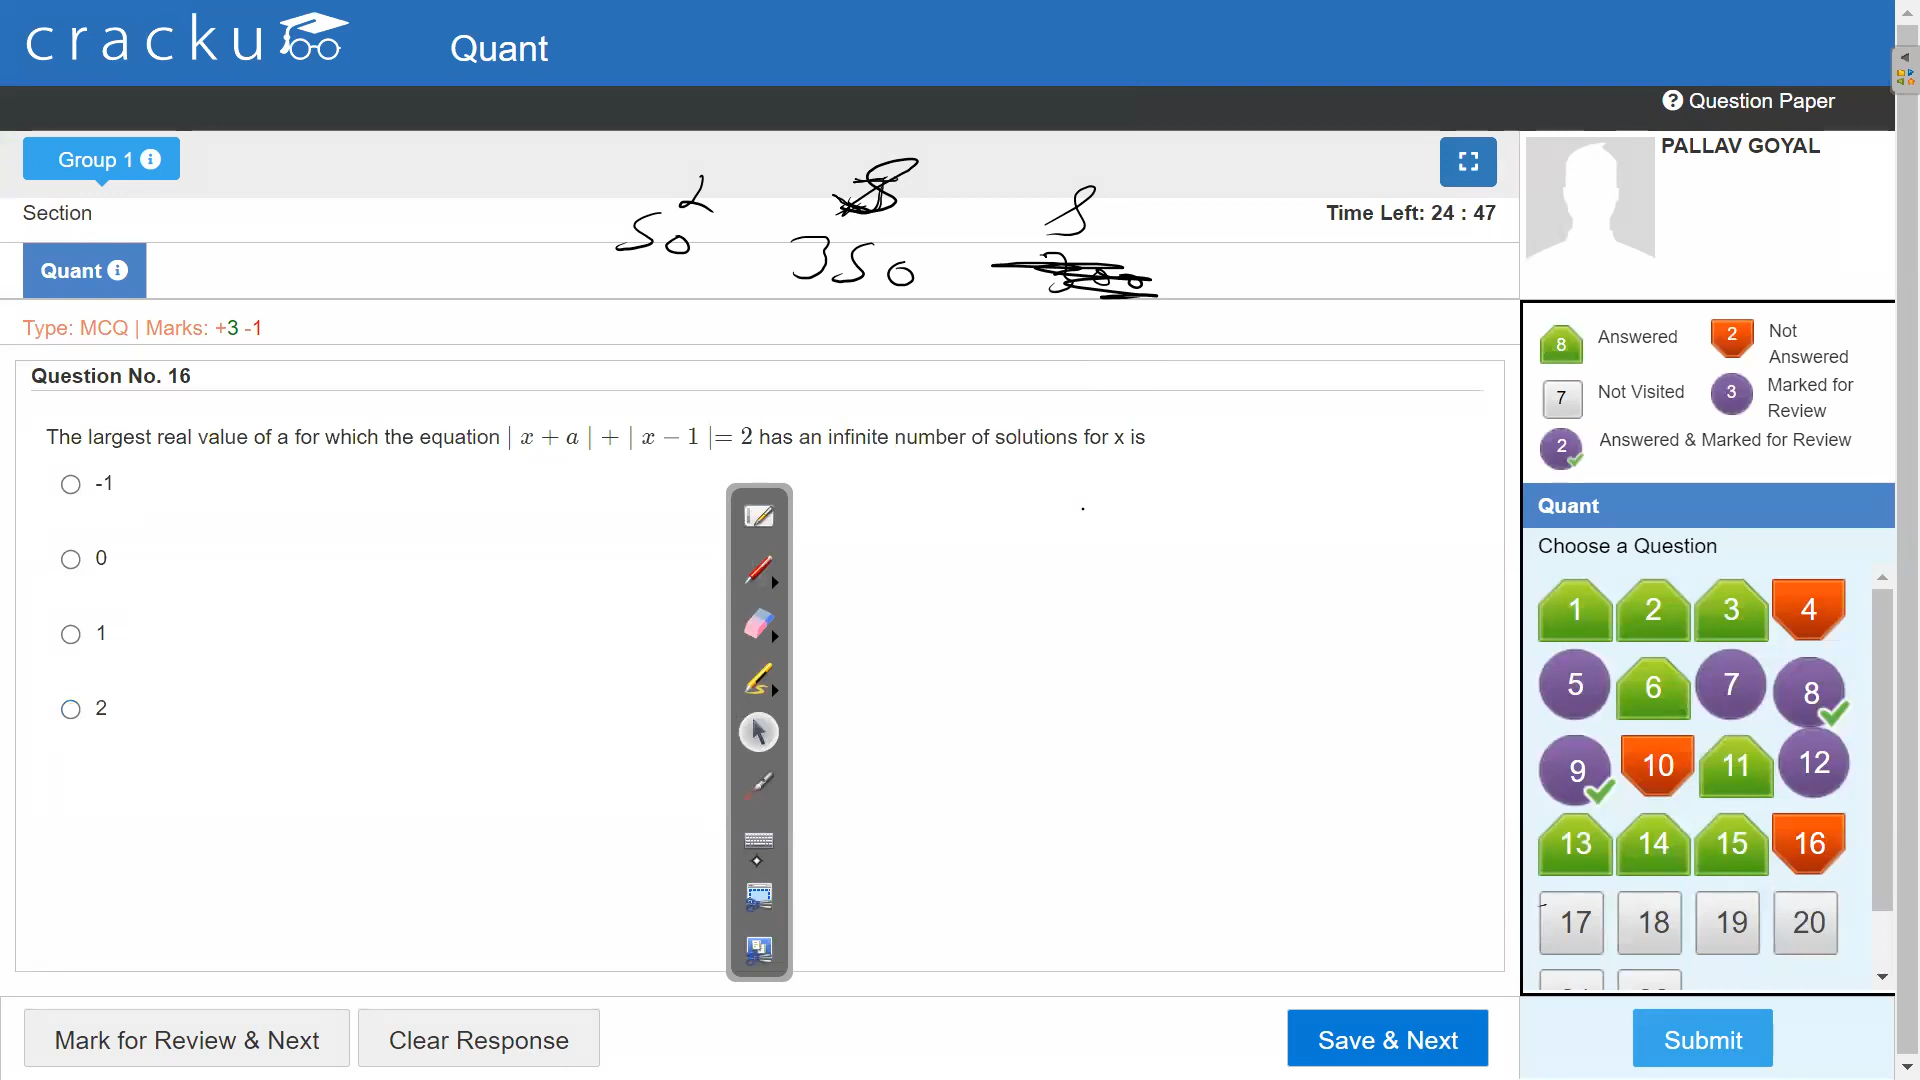 cracku
Quant
Question Paper
Group 1
PALLAV GOYAL
50²
350
8
Section
Time Left: 24 : 47
Quant
Type: MCQ | Marks: +3 -1
8 Answered
2 Not Answered
7 Not Visited
3 Marked for Review
2 Answered & Marked for Review
Question No. 16
The largest real value of a for which the equation | x + a | + | x − 1 |= 2 has an infinite number of solutions for x is
-1
0
1
2
Quant
Choose a Question
1 2 3 4
5 6 7 8
9 10 11 12
13 14 15 16
17 18 19 20
Mark for Review & Next
Clear Response
Save & Next
Submit